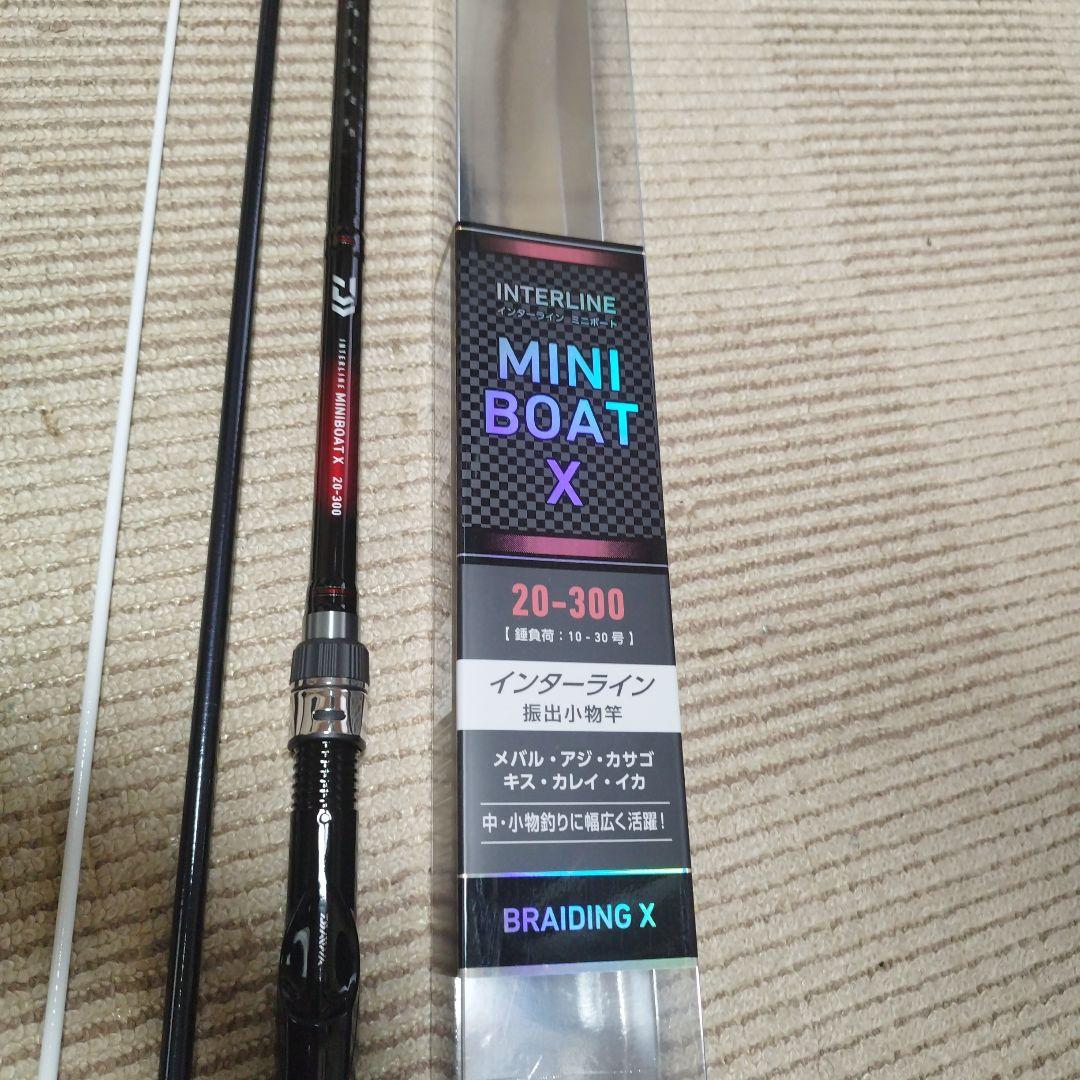 INTERLINE MINIBOAT X 20-300
DAIWA
INTERLINE
インターライン ミニボート
MINI
BOAT
X
20-300
【 錘負荷:10-30号 】
インターライン
振出小物竿
メバル・アジ・カサゴ
キス・カレイ・イカ
中・小物釣りに幅広く活躍!
BRAIDING X